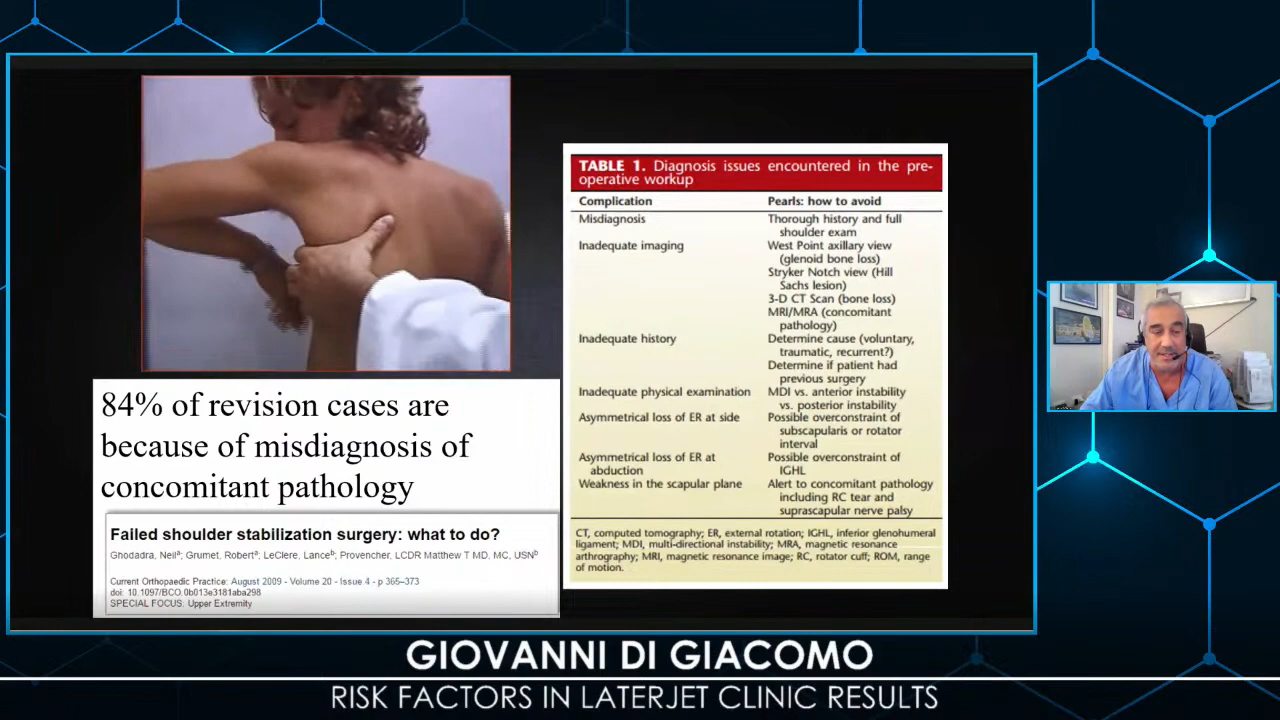 84% of revision cases are
because of misdiagnosis of
concomitant pathology
Failed shoulder stabilization surgery: what to do?
Ghodadra, Neilᵃ; Grumet, Robertᵃ; LeClere, Lanceᵇ; Provencher, LCDR Matthew T MD, MC, USNᵇ
Current Orthopaedic Practice: August 2009 - Volume 20 - Issue 4 - p 365–373
doi: 10.1097/BCO.0b013e3181aba298
SPECIAL FOCUS: Upper Extremity
TABLE 1. Diagnosis issues encountered in the pre-
operative workup
Complication Pearls: how to avoid
Misdiagnosis Thorough history and full
shoulder exam
Inadequate imaging West Point axillary view
(glenoid bone loss)
Stryker Notch view (Hill
Sachs lesion)
3-D CT Scan (bone loss)
MRI/MRA (concomitant
pathology)
Inadequate history Determine cause (voluntary,
traumatic, recurrent?)
Determine if patient had
previous surgery
Inadequate physical examination MDI vs. anterior instability
vs. posterior instability
Asymmetrical loss of ER at side Possible overconstraint of
subscapularis or rotator
interval
Asymmetrical loss of ER at Possible overconstraint of
abduction IGHL
Weakness in the scapular plane Alert to concomitant pathology
including RC tear and
suprascapular nerve palsy
CT, computed tomography; ER, external rotation; IGHL, inferior glenohumeral
ligament; MDI, multi-directional instability; MRA, magnetic resonance
arthrography; MRI, magnetic resonance image; RC, rotator cuff; ROM, range
of motion.
GIOVANNI DI GIACOMO
RISK FACTORS IN LATERJET CLINIC RESULTS